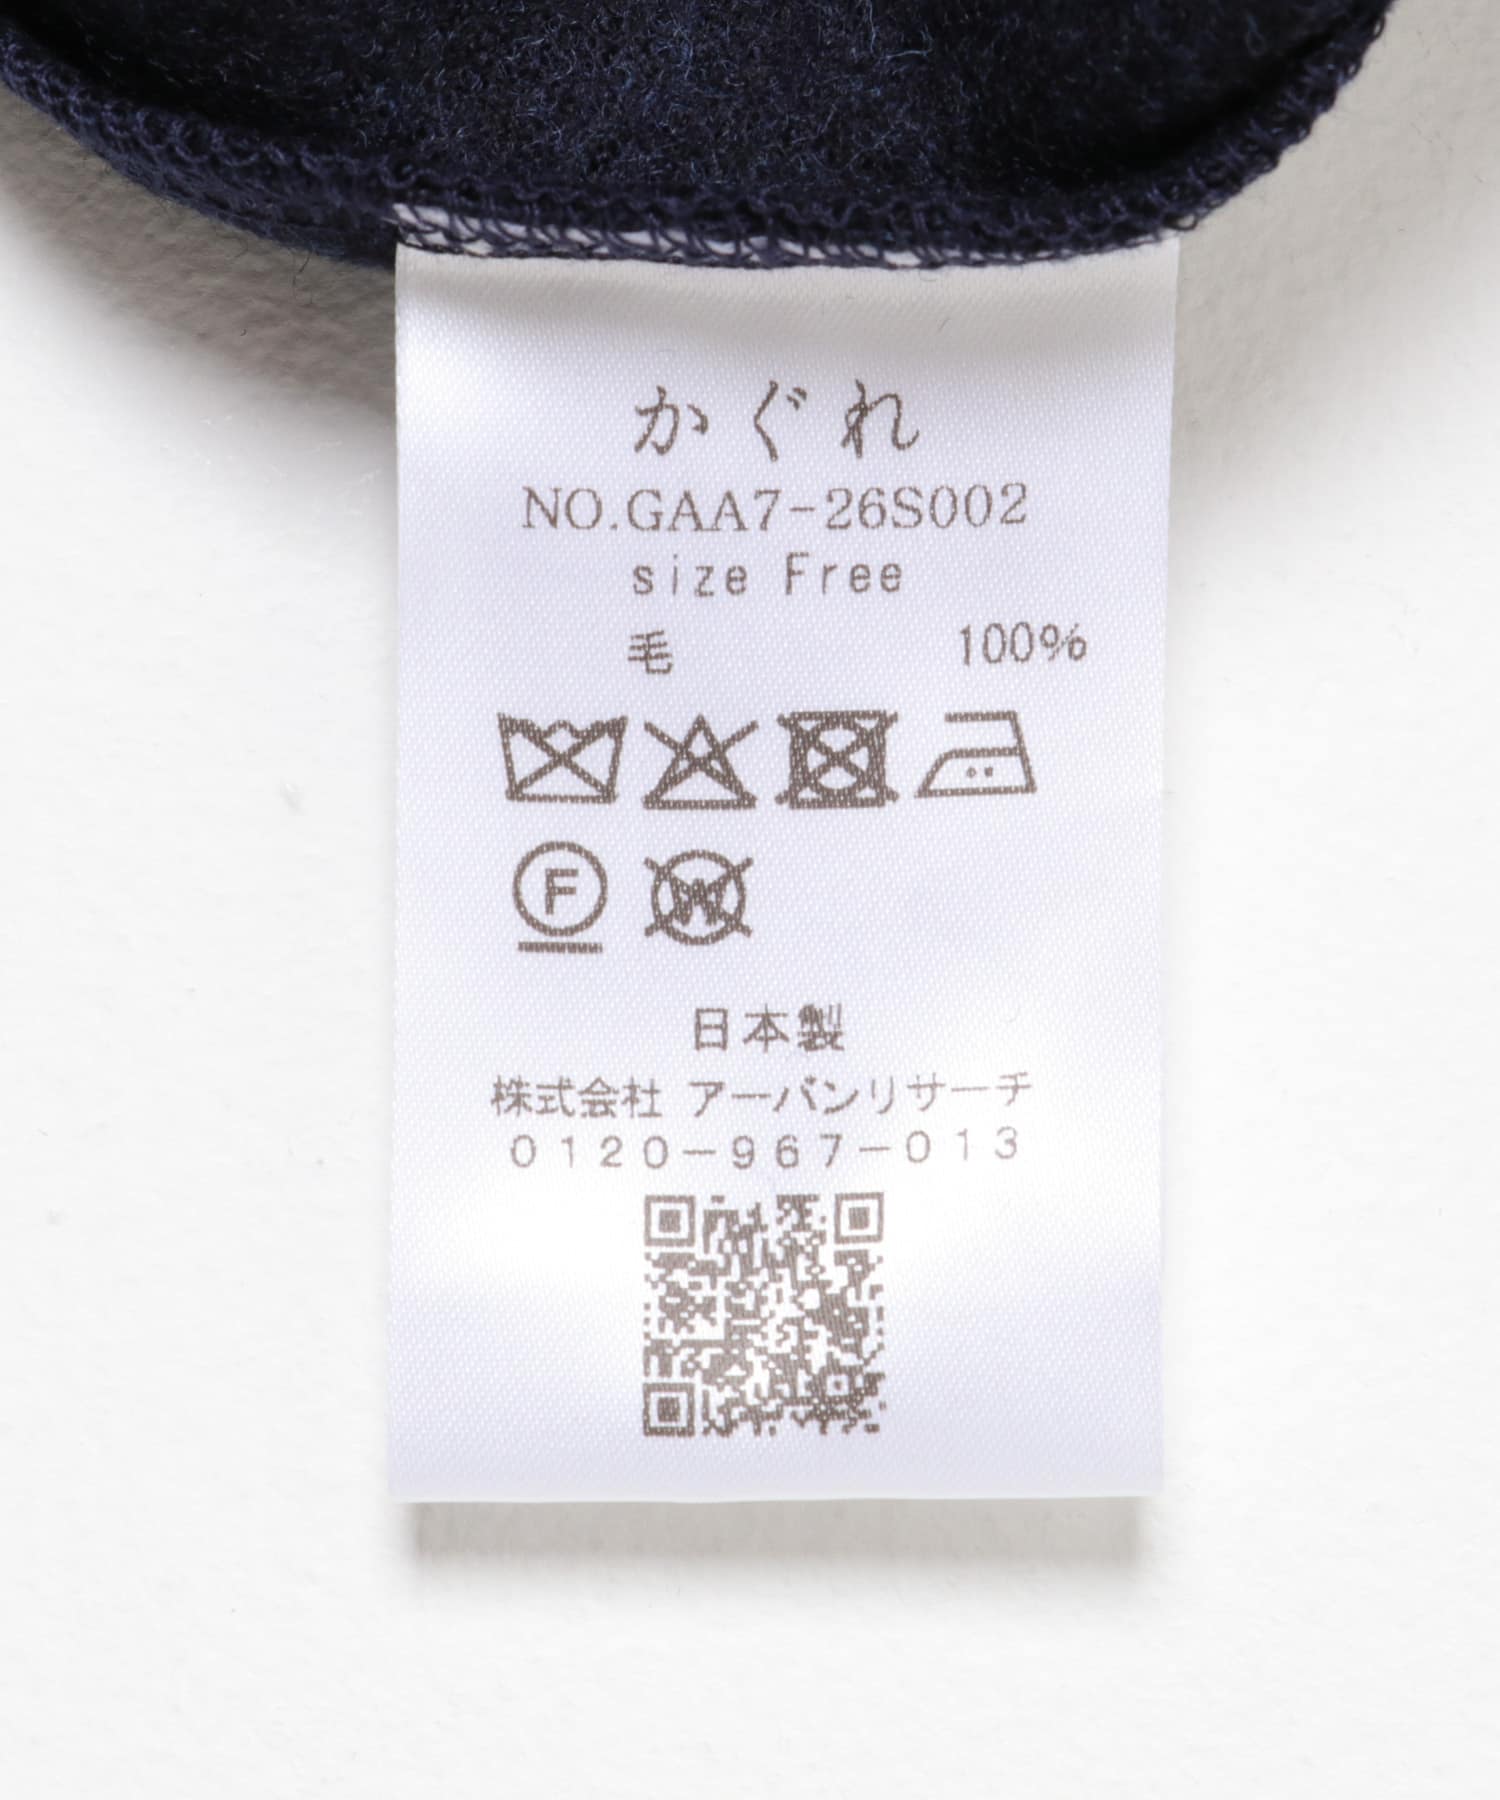 かぐれ
NO.GAA7-26S002
size Free
毛 100%
F
W
日本製
株式会社 アーバンリサーチ
0120-967-013